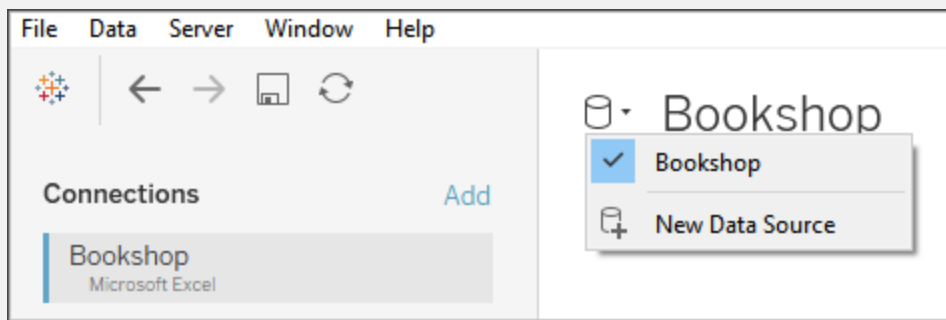 File Data Server Window Help
Bookshop
Bookshop
New Data Source
Connections Add
Bookshop
Microsoft Excel